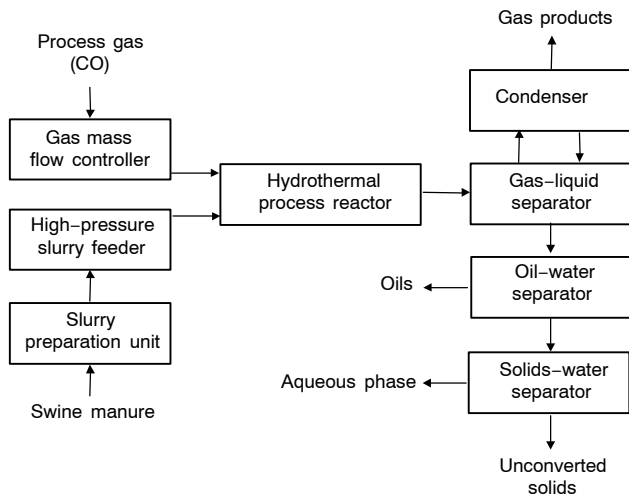 Process gas
(CO)
Gas mass
flow controller
High-pressure
slurry feeder
Slurry
preparation unit
Swine manure
Hydrothermal
process reactor
Gas products
Condenser
Gas-liquid
separator
Oil-water
separator
Oils
Solids-water
separator
Aqueous phase
Unconverted
solids